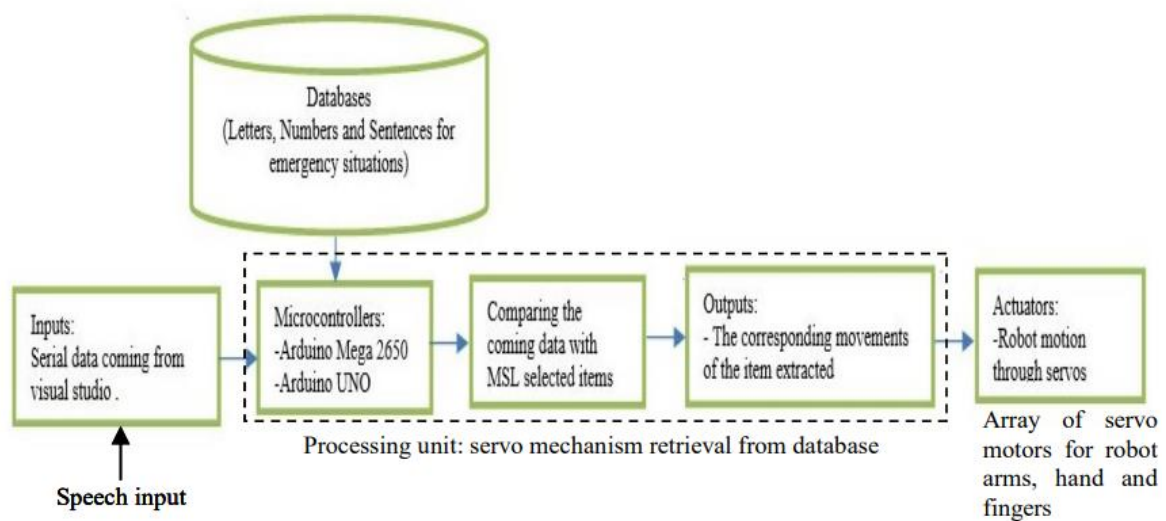 Databases
(Letters, Numbers and Sentences for
emergency situations)
Inputs:
Serial data coming from
visual studio .
Microcontrollers:
-Arduino Mega 2650
-Arduino UNO
Comparing the
coming data with
MSL selected items
Outputs:
- The corresponding movements
of the item extracted
Actuators:
-Robot motion
through servos
Processing unit: servo mechanism retrieval from database
Array of servo
motors for robot
arms, hand and
fingers
Speech input